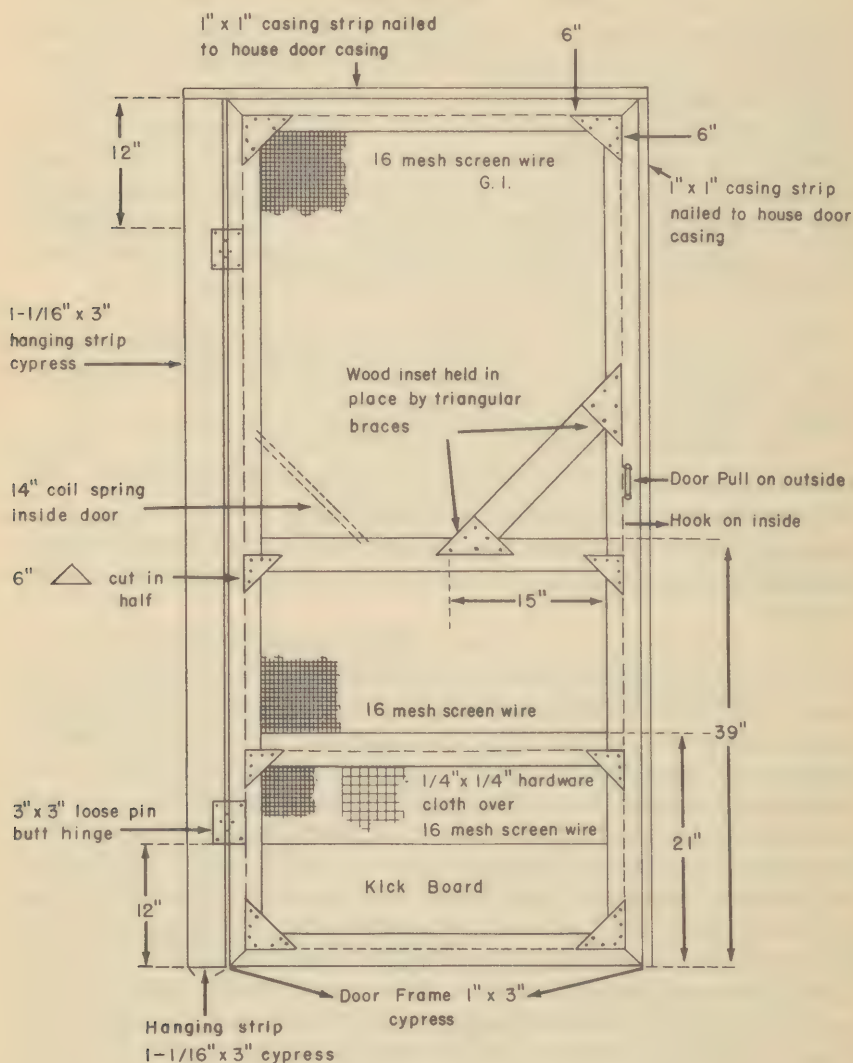 1" x 1" casing strip nailed
to house door casing
6"
12"
6"
16 mesh screen wire
G. I.
1" x 1" casing strip
nailed to house door
casing
1-1/16" x 3"
hanging strip
cypress
Wood inset held in
place by triangular
braces
14" coil spring
inside door
Door Pull on outside
Hook on inside
6" △ cut in
half
15"
16 mesh screen wire
39"
1/4" x 1/4" hardware
cloth over
16 mesh screen wire
3" x 3" loose pin
butt hinge
21"
Kick Board
12"
Door Frame 1" x 3"
cypress
Hanging strip
1-1/16" x 3" cypress